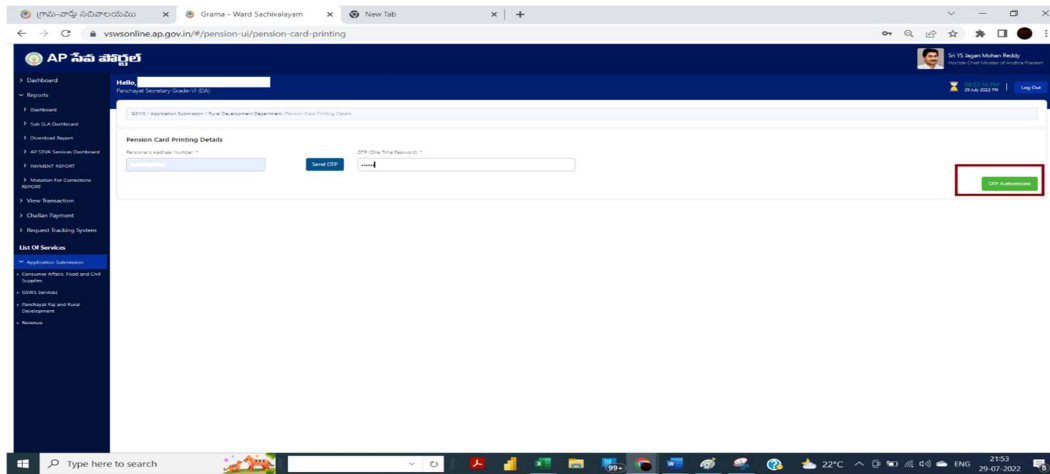 గ్రామ-వార్డు సచివాలయము
Grama - Ward Sachivalayam
New Tab
vswsonline.ap.gov.in/#/pension-ui/pension-card-printing
AP సేవ పోర్టల్
Sri YS Jagan Mohan Reddy
Hon'ble Chief Minister of Andhra Pradesh
Hello,
Panchayat Secretary Grade-VI (DA)
29 July 2022 FRI
Log Out
Dashboard
Reports
Dashboard
Sub SLA Dashboard
Download Report
AP SEVA Services Dashboard
PAYMENT REPORT
Mutation For Corrections
REPORT
View Transaction
Challan Payment
Request Tracking System
List Of Services
Application Submission
Consumer Affairs, Food and Civil
Supplies
GSWS Services
Panchayat Raj and Rural
Development
Revenue
GSWS / Application Submission / Rural Development Department /Pension Card Printing Details
Pension Card Printing Details
Pensioner's Aadhaar Number *
Send OTP
OTP (One Time Password) *
OTP Authenticate
Type here to search
99+
22°C
ENG
21:53
29-07-2022
8